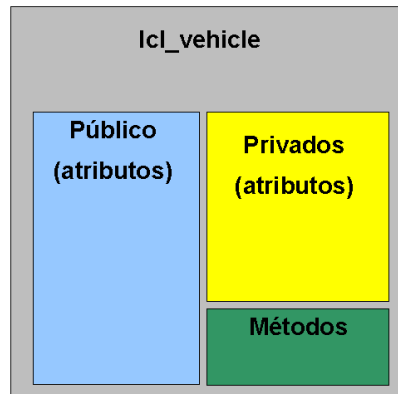 lcl_vehicle
Público
(atributos)
Privados
(atributos)
Métodos